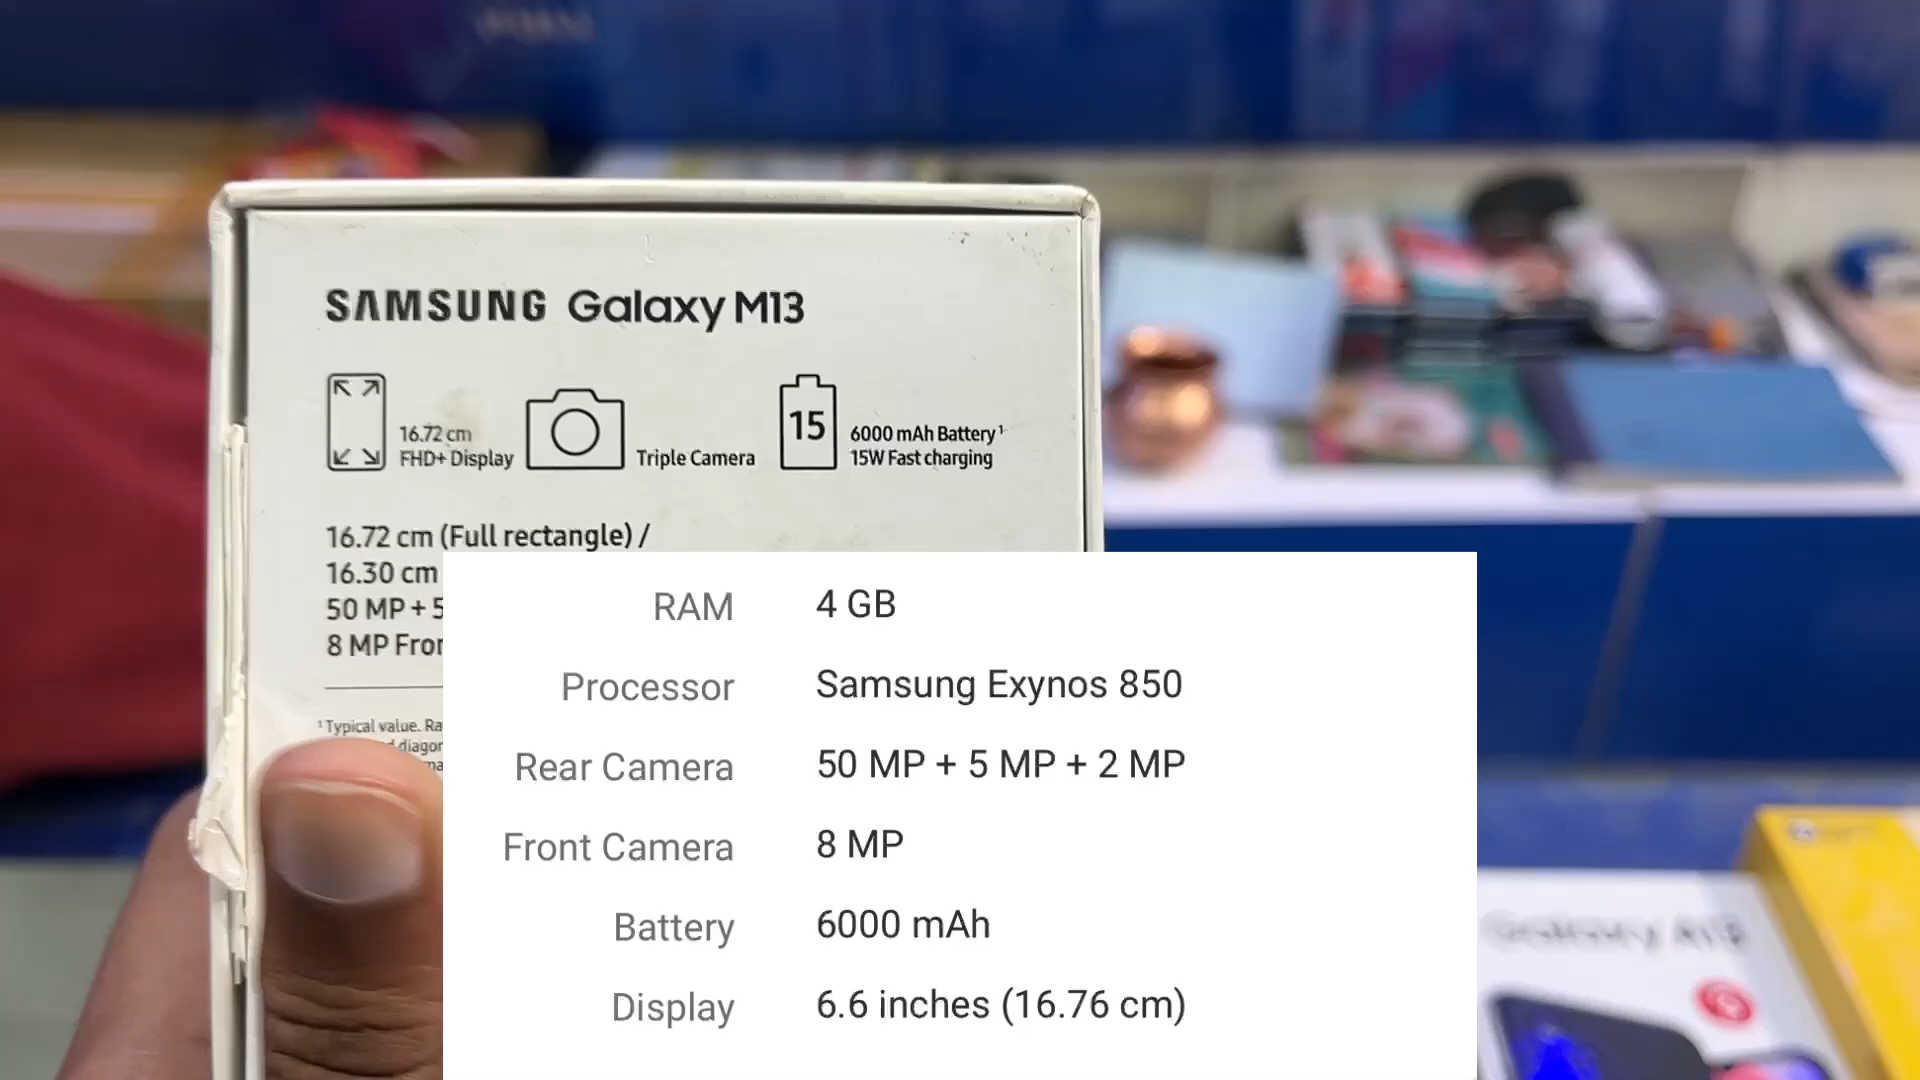 SAMSUNG Galaxy M13
16.72 cm
FHD+ Display
Triple Camera
15
6000 mAh Battery¹
15W Fast charging
16.72 cm (Full rectangle) /
16.30 cm
50 MP + 5
8 MP
¹ Typical value.
RAM 4 GB
Processor Samsung Exynos 850
Rear Camera 50 MP + 5 MP + 2 MP
Front Camera 8 MP
Battery 6000 mAh
Display 6.6 inches (16.76 cm)
Galaxy